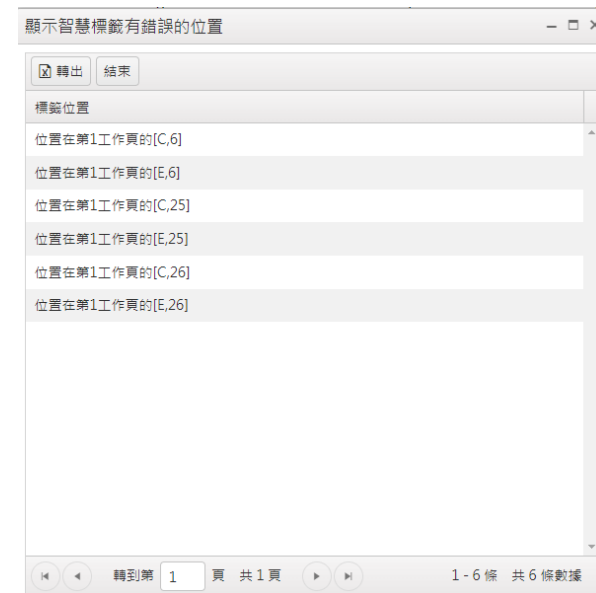 顯示智慧標籤有錯誤的位置
轉出 結束
標籤位置
位置在第1工作頁的[C,6]
位置在第1工作頁的[E,6]
位置在第1工作頁的[C,25]
位置在第1工作頁的[E,25]
位置在第1工作頁的[C,26]
位置在第1工作頁的[E,26]
轉到第 1 頁 共1頁 1 - 6 條 共 6 條數據